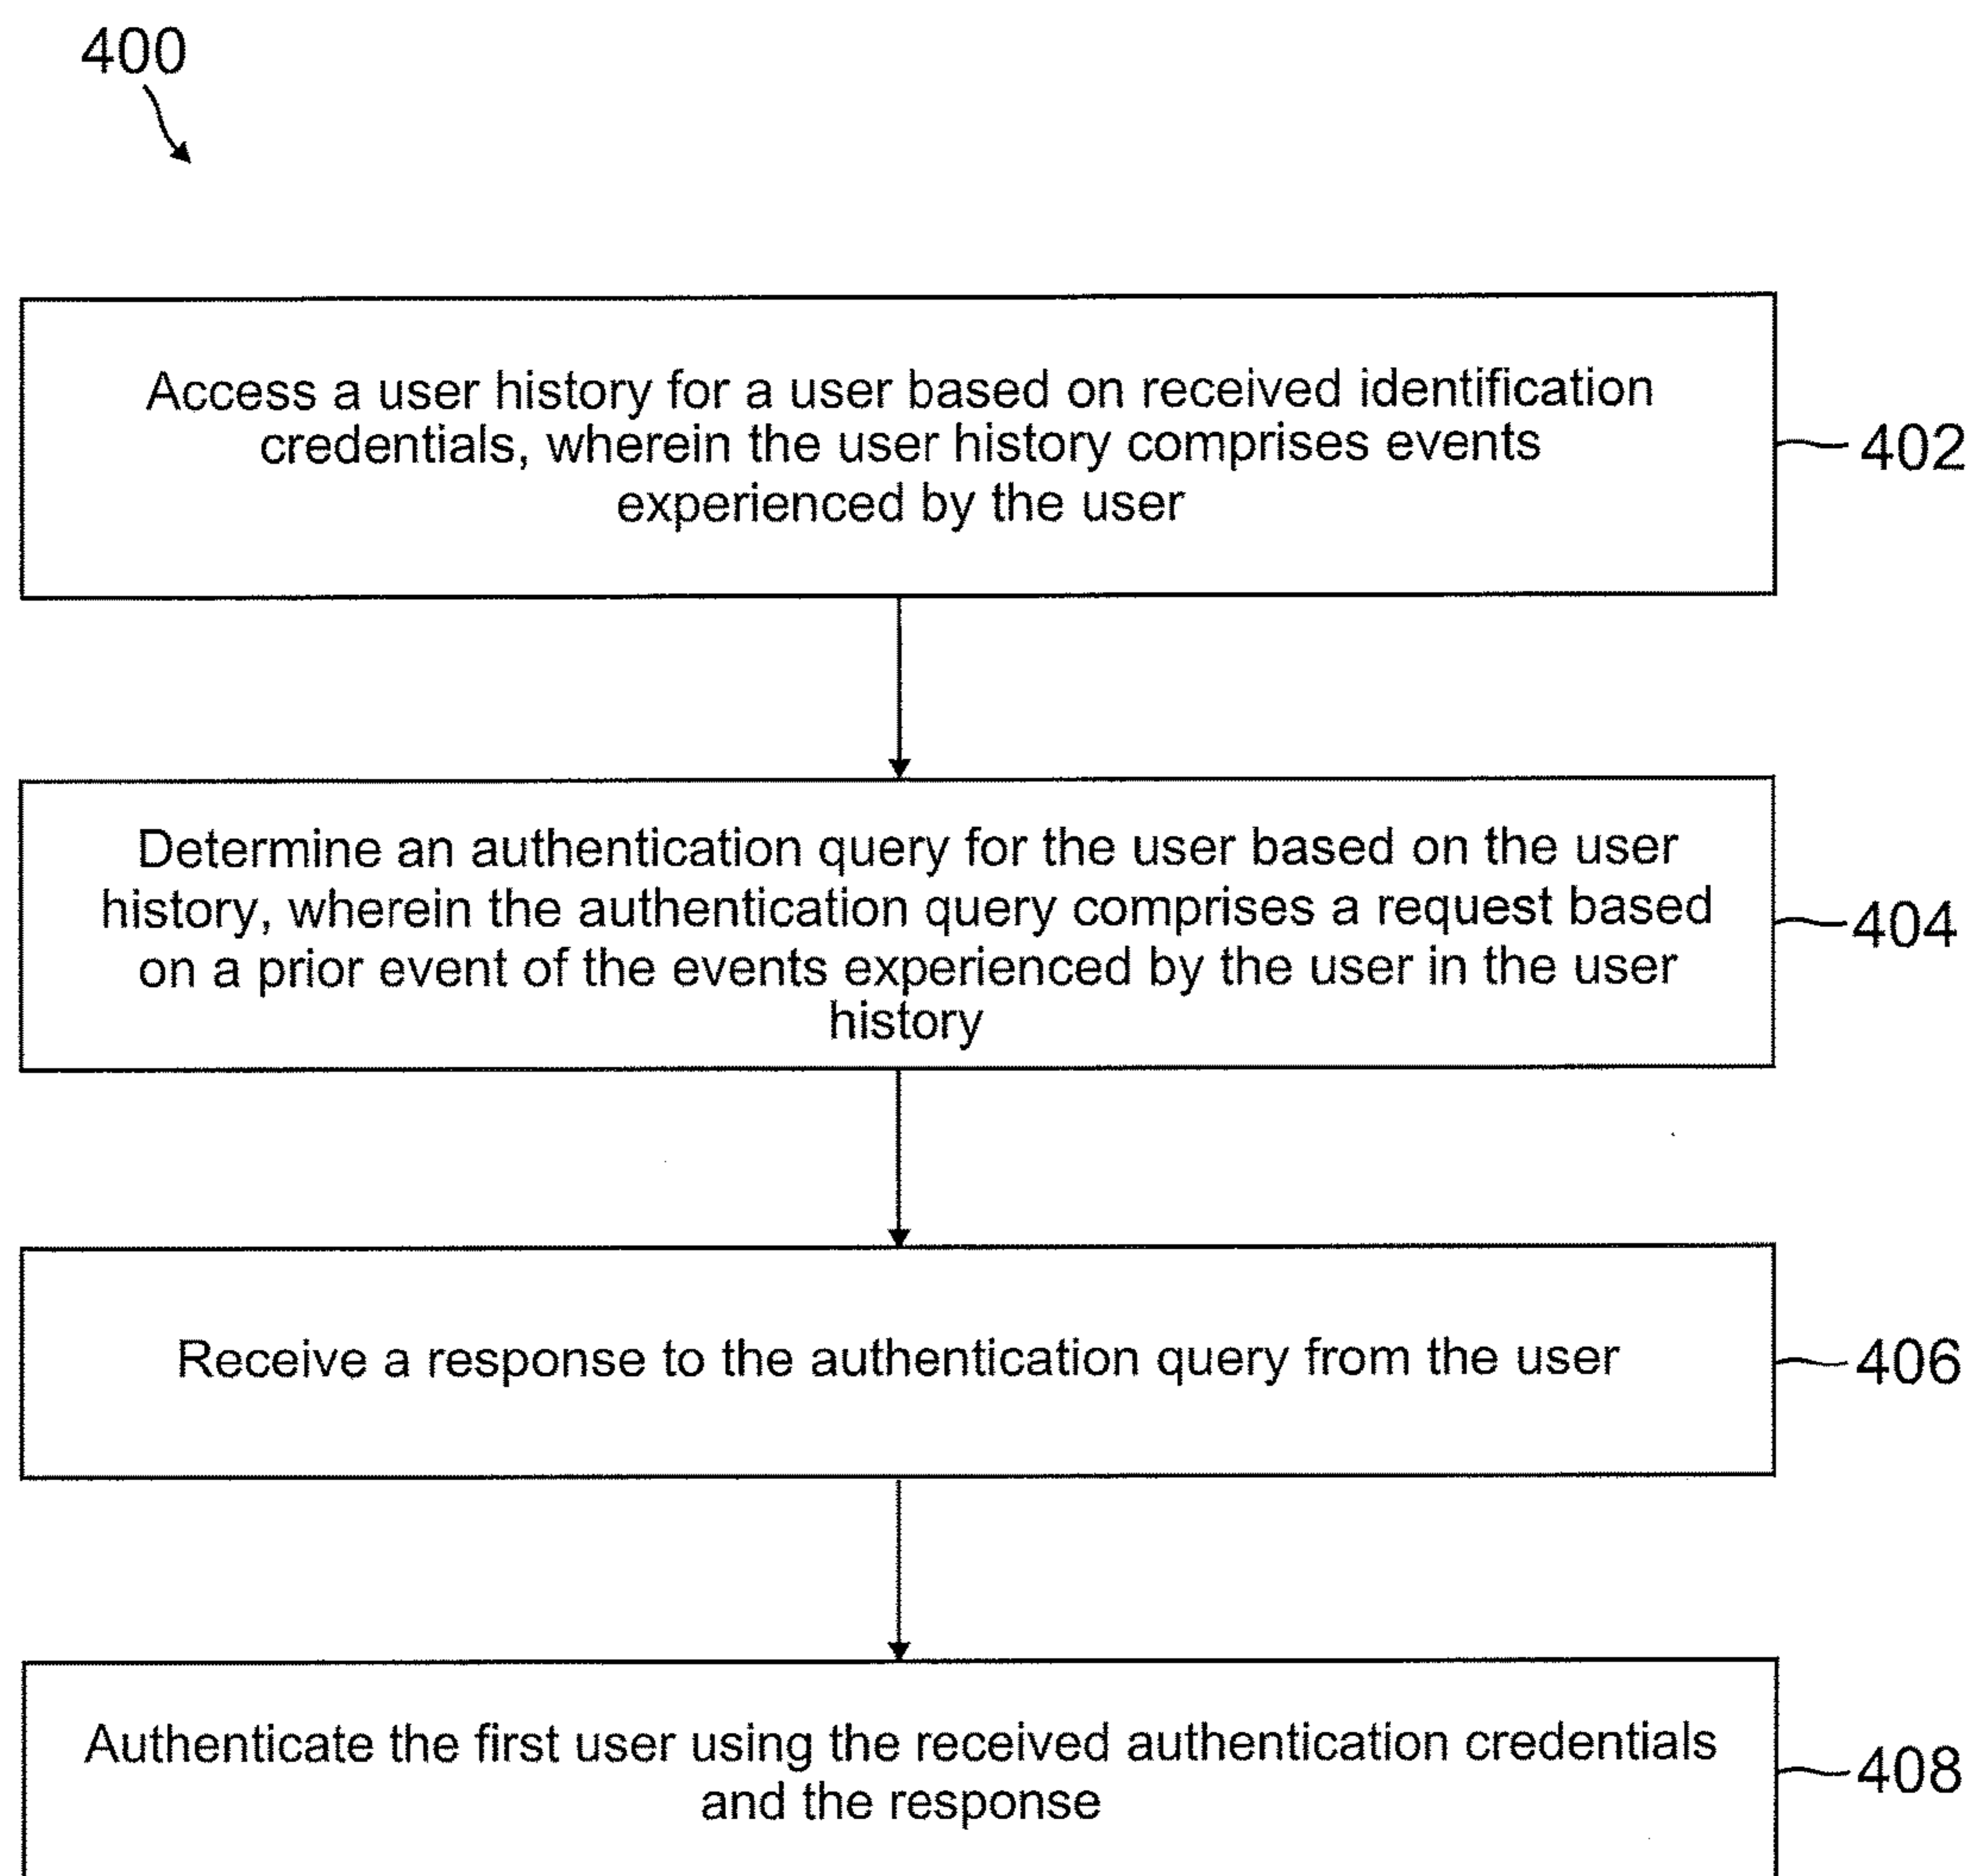 400
Access a user history for a user based on received identification
credentials, wherein the user history comprises events
experienced by the user
402
Determine an authentication query for the user based on the user
history, wherein the authentication query comprises a request based
on a prior event of the events experienced by the user in the user
history
404
Receive a response to the authentication query from the user
406
Authenticate the first user using the received authentication credentials
and the response
408